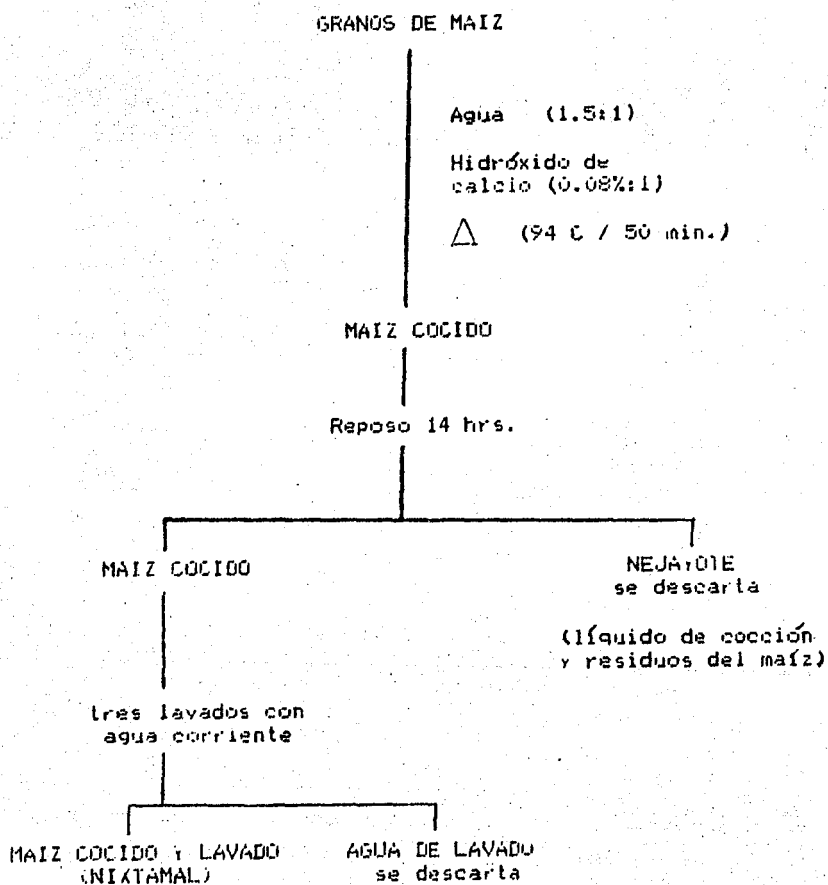 GRANOS DE MAIZ
Agua (1.5:1)
Hidróxido de
calcio (0.08%:1)
△ (94 C / 50 min.)
MAIZ COCIDO
Reposo 14 hrs.
MAIZ COCIDO
NEJAYOTE
se descarta
(líquido de cocción
y residuos del maíz)
tres lavados con
agua corriente
MAIZ COCIDO Y LAVADO
(NIXTAMAL)
AGUA DE LAVADO
se descarta